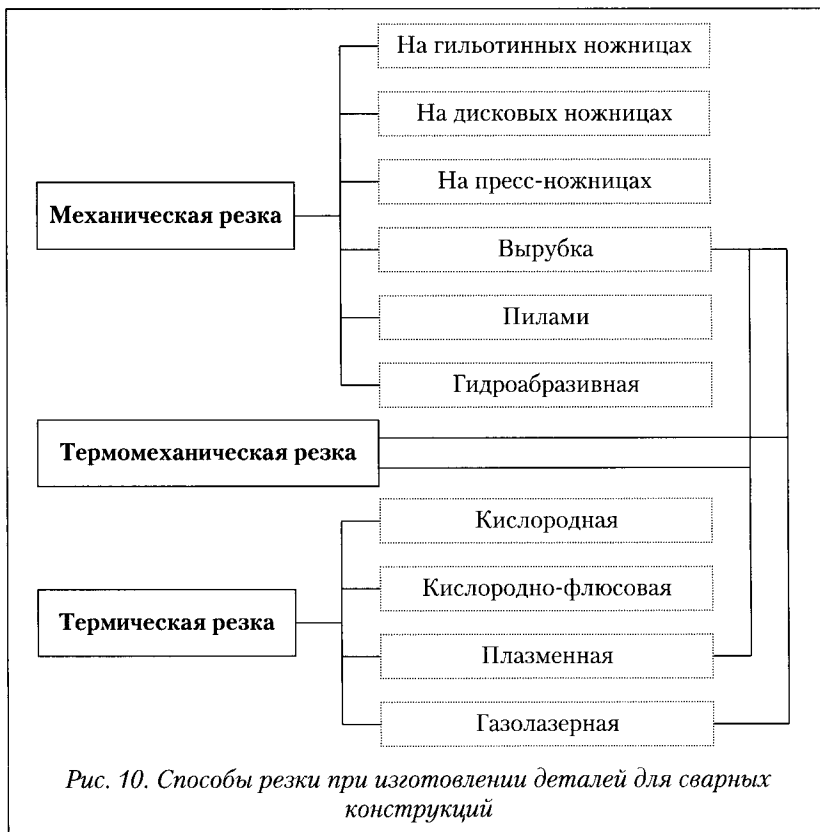 На гильотинных ножницах
На дисковых ножницах
На пресс-ножницах
Механическая резка
Вырубка
Пилами
Гидроабразивная
Термомеханическая резка
Кислородная
Кислородно-флюсовая
Термическая резка
Плазменная
Газолазерная
Рис. 10. Способы резки при изготовлении деталей для сварных
конструкций